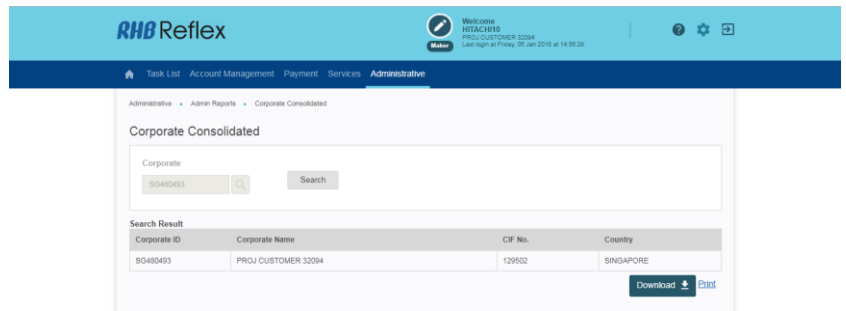 RHB Reflex
Maker
Welcome
HITACHI10
PROJ CUSTOMER 32094
Last login at Friday, 05 Jan 2018 at 14:56:29
Task List Account Management Payment Services Administrative
Administrative Admin Reports Corporate Consolidated
Corporate Consolidated
Corporate
SG480493 Search
Search Result
Corporate ID Corporate Name CIF No. Country
SG480493 PROJ CUSTOMER 32094 129502 SINGAPORE
Download Print